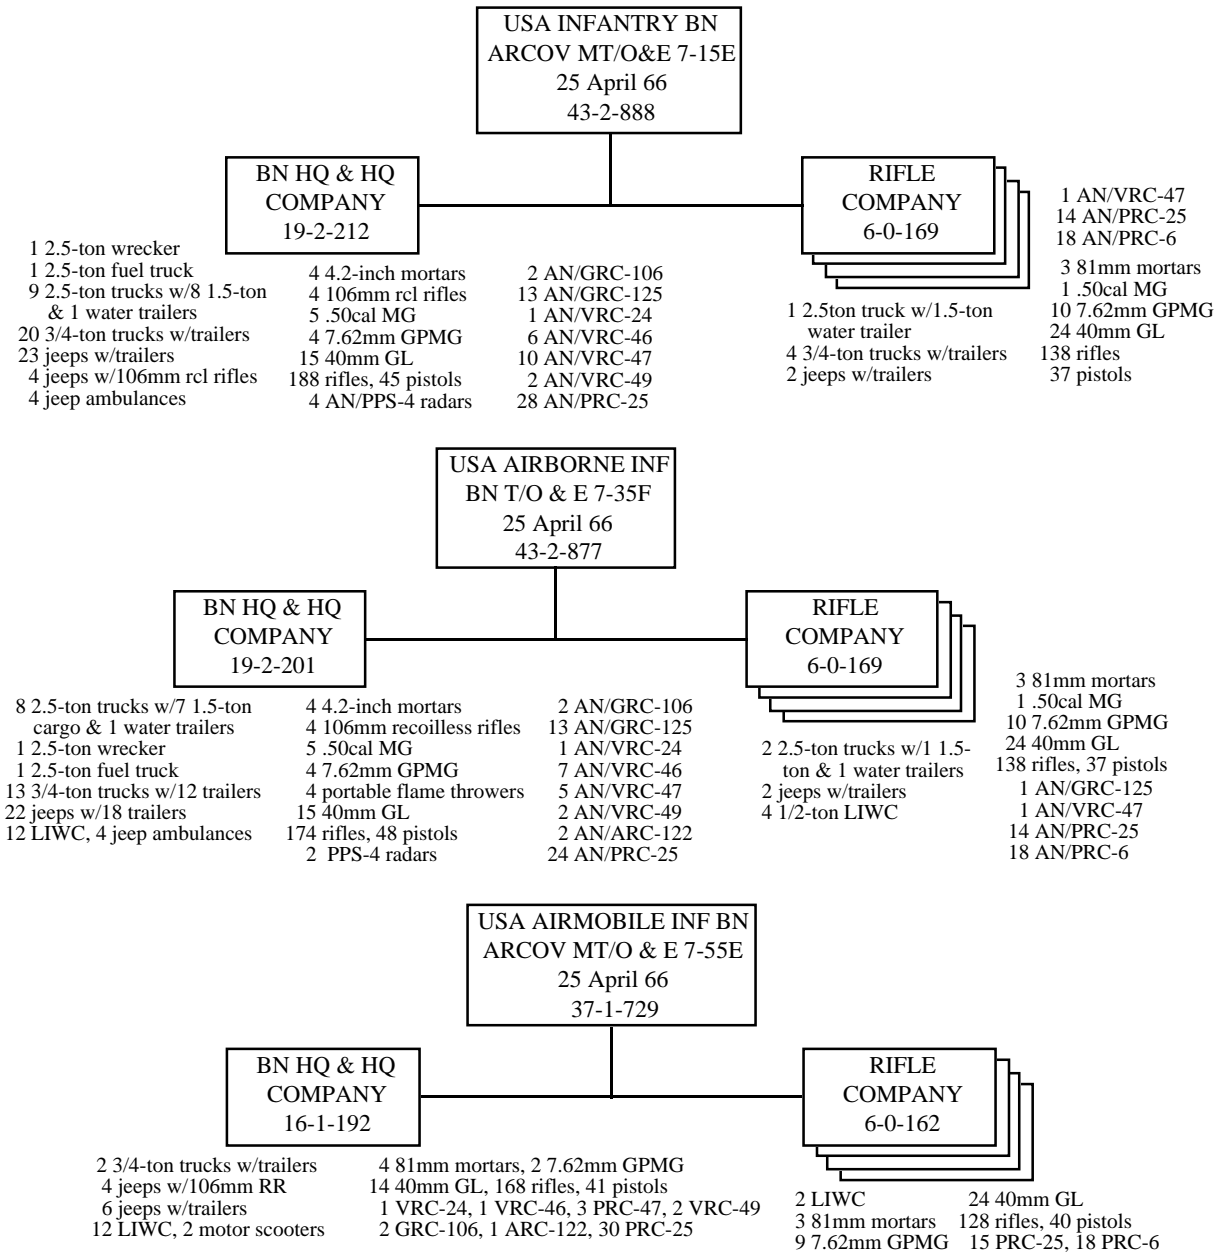 USA INFANTRY BN
ARCOV MT/O&E 7-15E
25 April 66
43-2-888
BN HQ & HQ
COMPANY
19-2-212
RIFLE
COMPANY
6-0-169
1 2.5-ton wrecker
1 2.5-ton fuel truck
9 2.5-ton trucks w/8 1.5-ton
& 1 water trailers
20 3/4-ton trucks w/trailers
23 jeeps w/trailers
4 jeeps w/106mm rcl rifles
4 jeep ambulances
4 4.2-inch mortars
4 106mm rcl rifles
5 .50cal MG
4 7.62mm GPMG
15 40mm GL
188 rifles, 45 pistols
4 AN/PPS-4 radars
2 AN/GRC-106
13 AN/GRC-125
1 AN/VRC-24
6 AN/VRC-46
10 AN/VRC-47
2 AN/VRC-49
28 AN/PRC-25
1 2.5ton truck w/1.5-ton
water trailer
4 3/4-ton trucks w/trailers
2 jeeps w/trailers
1 AN/VRC-47
14 AN/PRC-25
18 AN/PRC-6
3 81mm mortars
1 .50cal MG
10 7.62mm GPMG
24 40mm GL
138 rifles
37 pistols
USA AIRBORNE INF
BN T/O & E 7-35F
25 April 66
43-2-877
BN HQ & HQ
COMPANY
19-2-201
RIFLE
COMPANY
6-0-169
8 2.5-ton trucks w/7 1.5-ton
cargo & 1 water trailers
1 2.5-ton wrecker
1 2.5-ton fuel truck
13 3/4-ton trucks w/12 trailers
22 jeeps w/18 trailers
12 LIWC, 4 jeep ambulances
4 4.2-inch mortars
4 106mm recoilless rifles
5 .50cal MG
4 7.62mm GPMG
4 portable flame throwers
15 40mm GL
174 rifles, 48 pistols
2 PPS-4 radars
2 AN/GRC-106
13 AN/GRC-125
1 AN/VRC-24
7 AN/VRC-46
5 AN/VRC-47
2 AN/VRC-49
2 AN/ARC-122
24 AN/PRC-25
2 2.5-ton trucks w/1 1.5-
ton & 1 water trailers
2 jeeps w/trailers
4 1/2-ton LIWC
3 81mm mortars
1 .50cal MG
10 7.62mm GPMG
24 40mm GL
138 rifles, 37 pistols
1 AN/GRC-125
1 AN/VRC-47
14 AN/PRC-25
18 AN/PRC-6
USA AIRMOBILE INF BN
ARCOV MT/O & E 7-55E
25 April 66
37-1-729
BN HQ & HQ
COMPANY
16-1-192
RIFLE
COMPANY
6-0-162
2 3/4-ton trucks w/trailers
4 jeeps w/106mm RR
6 jeeps w/trailers
12 LIWC, 2 motor scooters
4 81mm mortars, 2 7.62mm GPMG
14 40mm GL, 168 rifles, 41 pistols
1 VRC-24, 1 VRC-46, 3 PRC-47, 2 VRC-49
2 GRC-106, 1 ARC-122, 30 PRC-25
2 LIWC
3 81mm mortars
9 7.62mm GPMG
24 40mm GL
128 rifles, 40 pistols
15 PRC-25, 18 PRC-6